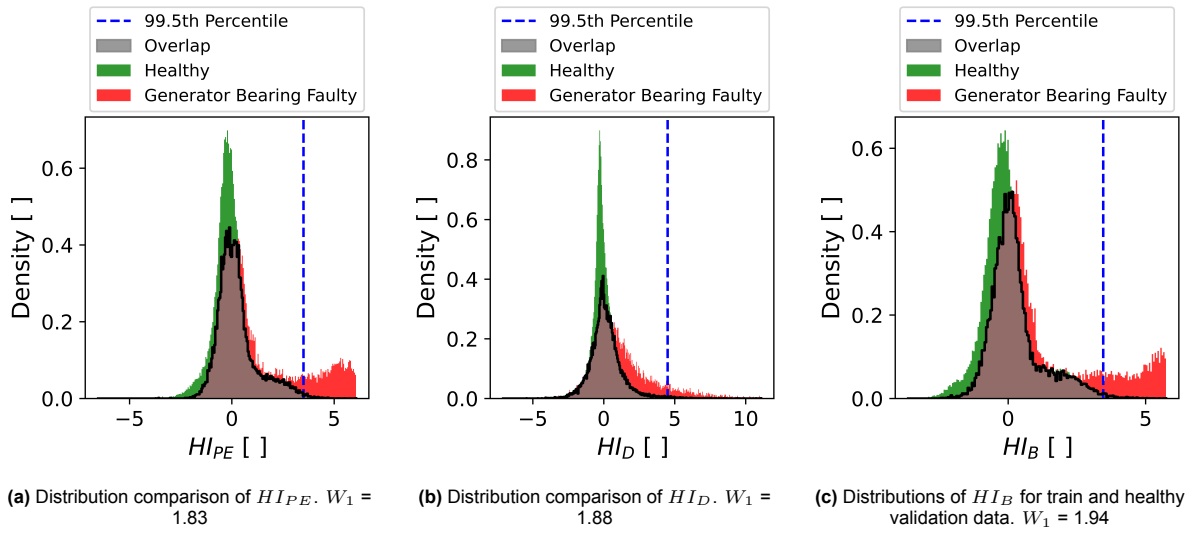 99.5th Percentile
Overlap
Healthy
Generator Bearing Faulty
0.6
0.4
0.2
0.0
Density [ ]
−5
0
5
HI_PE [ ]
(a) Distribution comparison of HI_PE. W_1 =
1.83
99.5th Percentile
Overlap
Healthy
Generator Bearing Faulty
0.8
0.6
0.4
0.2
0.0
Density [ ]
−5
0
5
10
HI_D [ ]
(b) Distribution comparison of HI_D. W_1 =
1.88
99.5th Percentile
Overlap
Healthy
Generator Bearing Faulty
0.6
0.4
0.2
0.0
Density [ ]
0
5
HI_B [ ]
(c) Distributions of HI_B for train and healthy
validation data. W_1 = 1.94